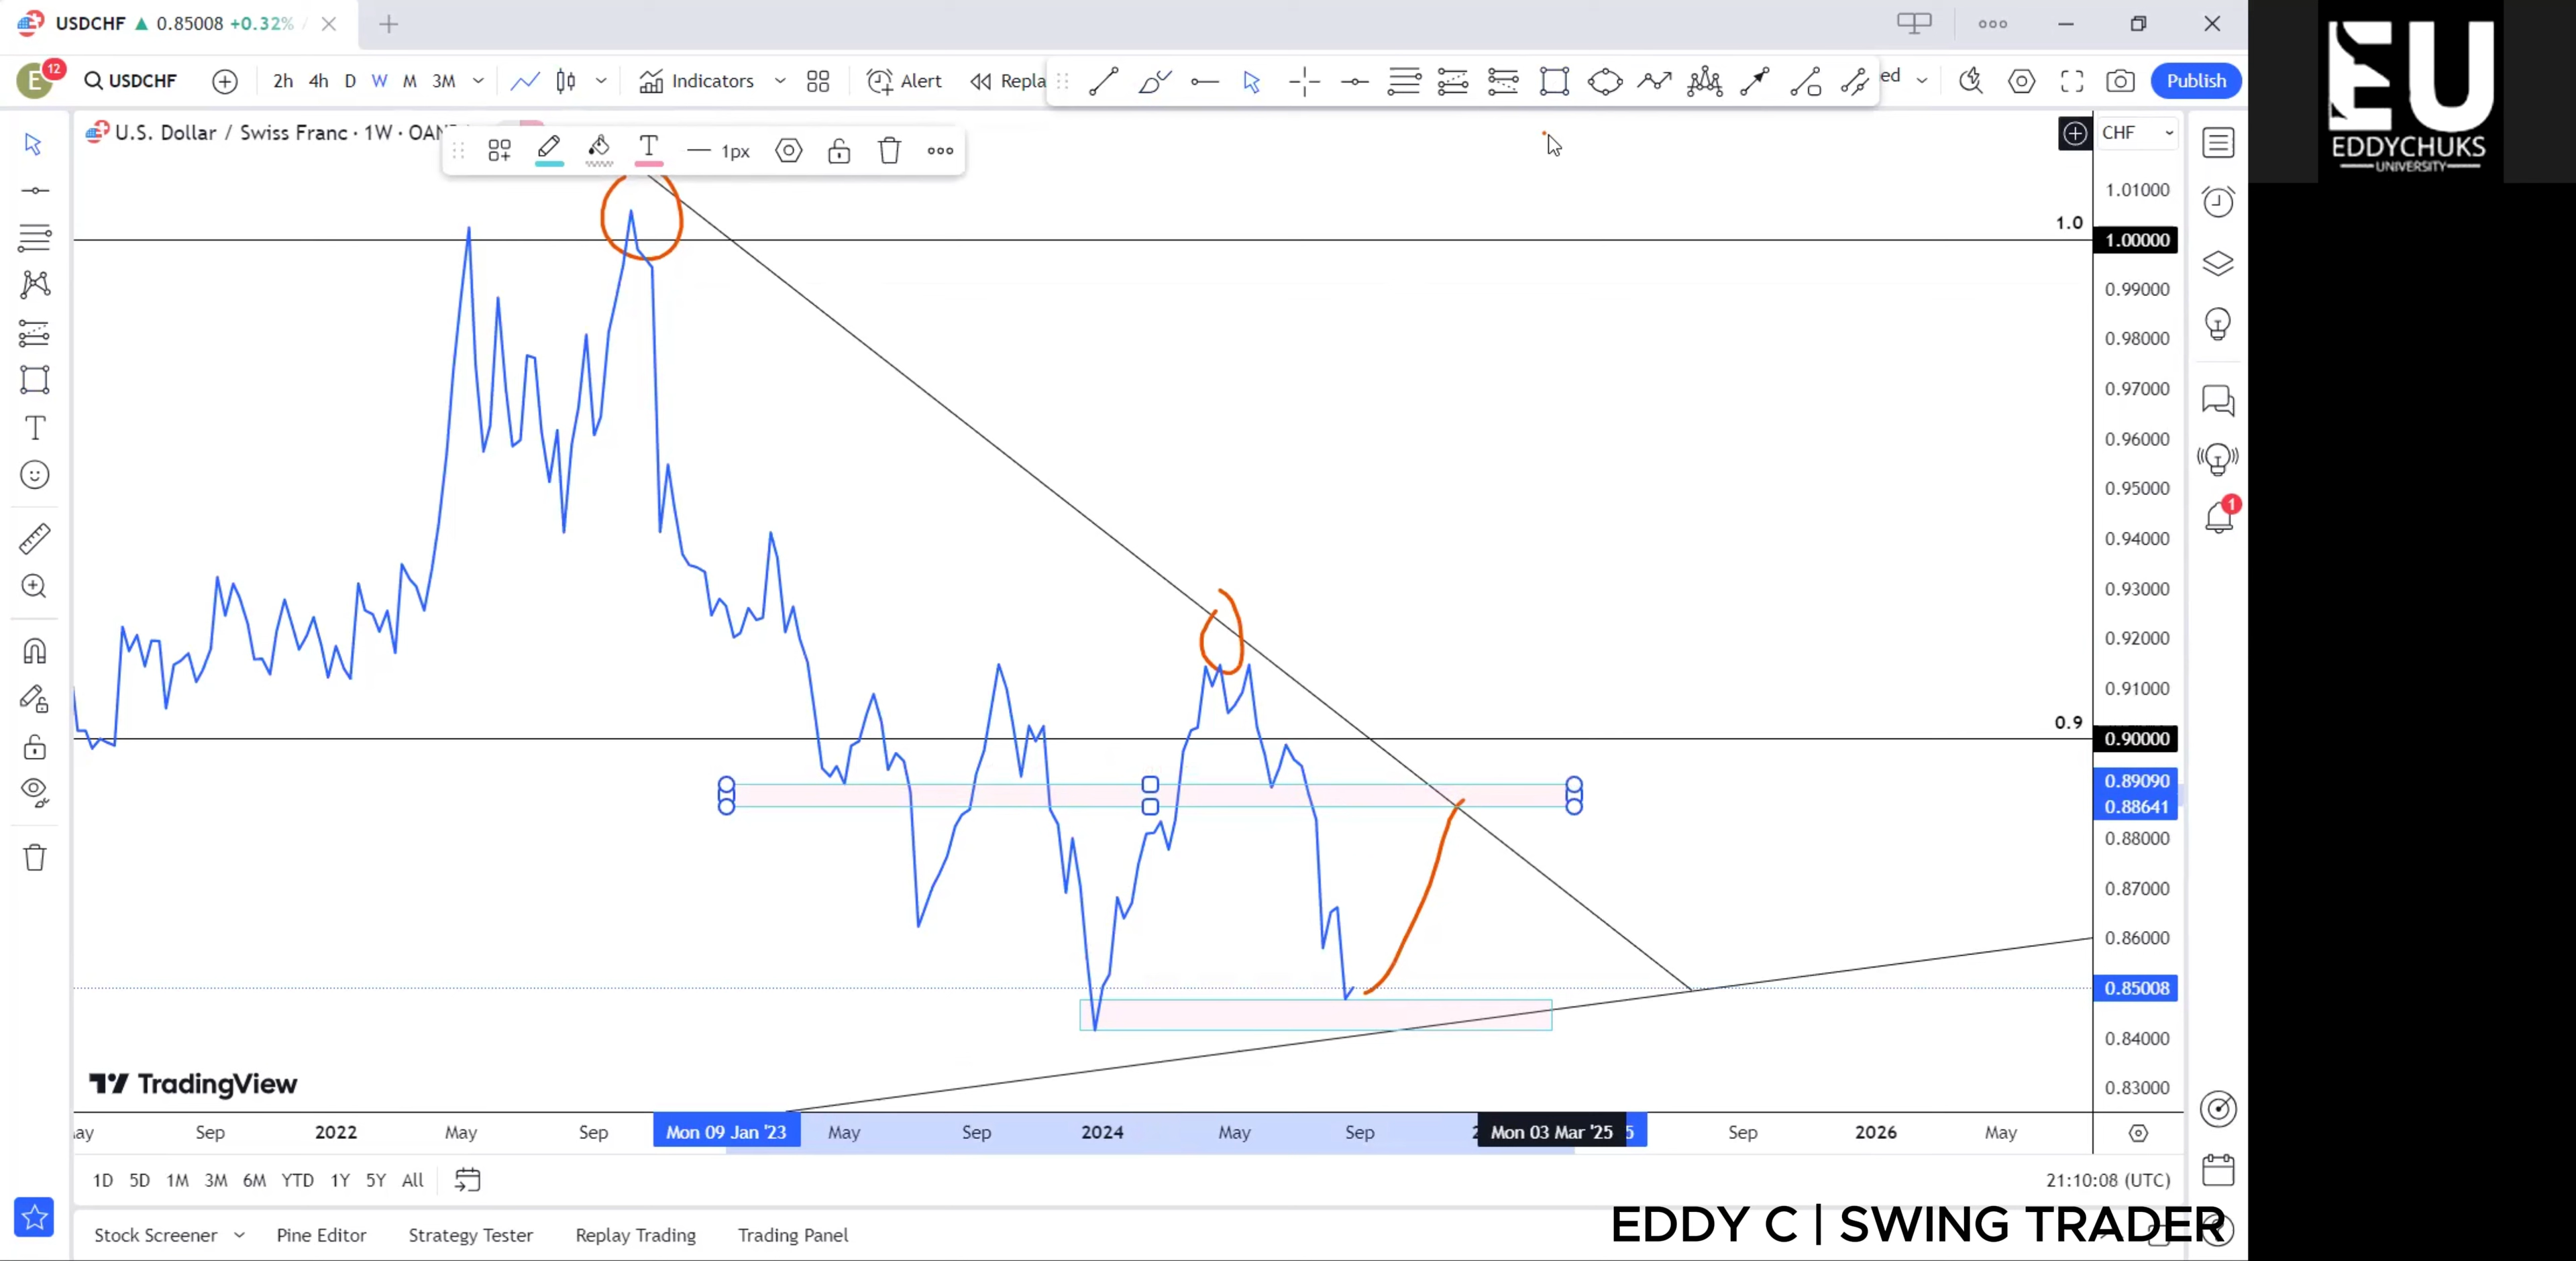 USDCHF ▲ 0.85008 +0.32% /
E 12 USDCHF 2h 4h D W M 3M Indicators Alert Repla ed Publish
U.S. Dollar / Swiss Franc · 1W · OAN
T 1px
CHF
1.01000
1.0
1.00000
0.99000
0.98000
0.97000
0.96000
0.95000
0.94000
0.93000
0.92000
0.91000
0.9
0.90000
0.89090
0.88641
0.88000
0.87000
0.86000
0.85008
0.84000
0.83000
1
TradingView
ay Sep 2022 May Sep Mon 09 Jan '23 May Sep 2024 May Sep 2 Mon 03 Mar '25 5 Sep 2026 May
1D 5D 1M 3M 6M YTD 1Y 5Y All 21:10:08 (UTC)
Stock Screener Pine Editor Strategy Tester Replay Trading Trading Panel
EDDY C | SWING TRADER
EU
EDDYCHUKS
UNIVERSITY